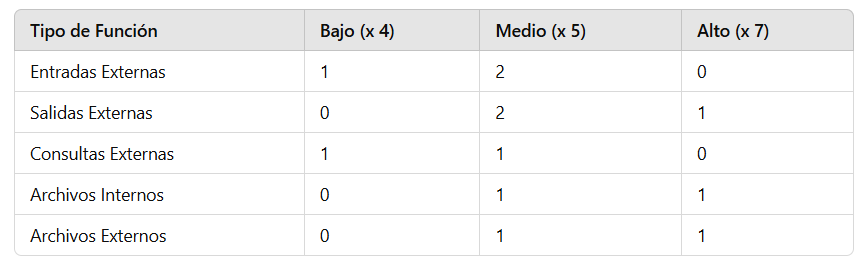 Tipo de Función Bajo (x 4) Medio (x 5) Alto (x 7)
Entradas Externas 1 2 0
Salidas Externas 0 2 1
Consultas Externas 1 1 0
Archivos Internos 0 1 1
Archivos Externos 0 1 1